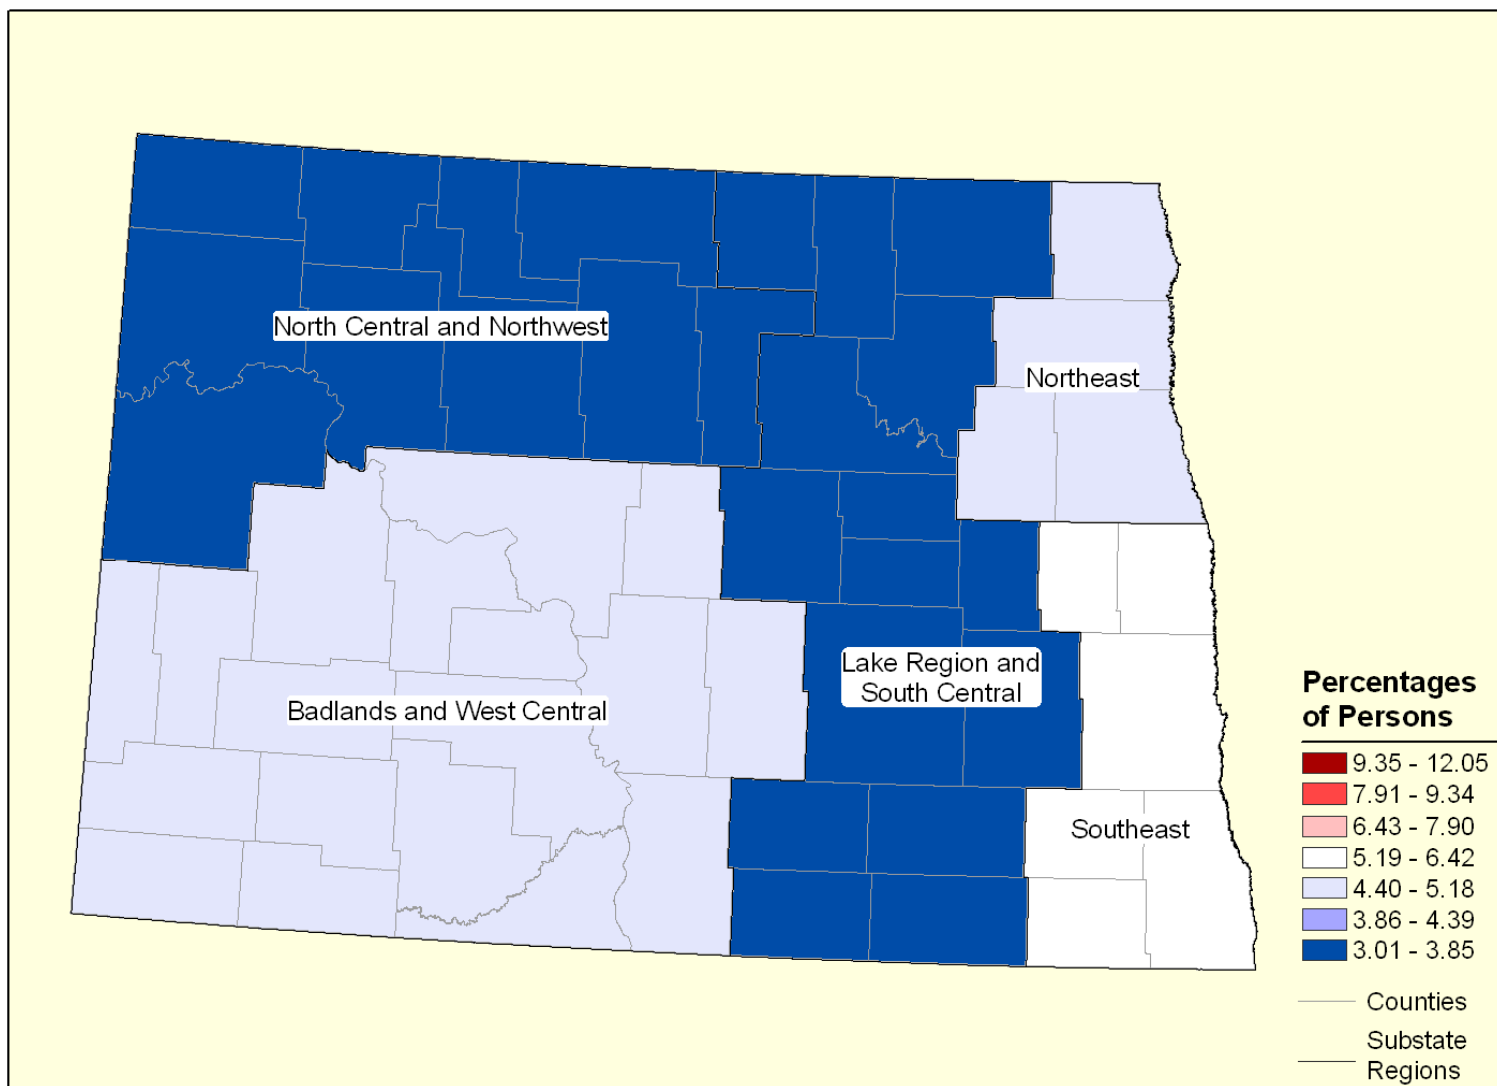 North Central and Northwest
Northeast
Lake Region and
South Central
Badlands and West Central
Southeast
Percentages
of Persons
9.35 - 12.05
7.91 - 9.34
6.43 - 7.90
5.19 - 6.42
4.40 - 5.18
3.86 - 4.39
3.01 - 3.85
Counties
Substate
Regions